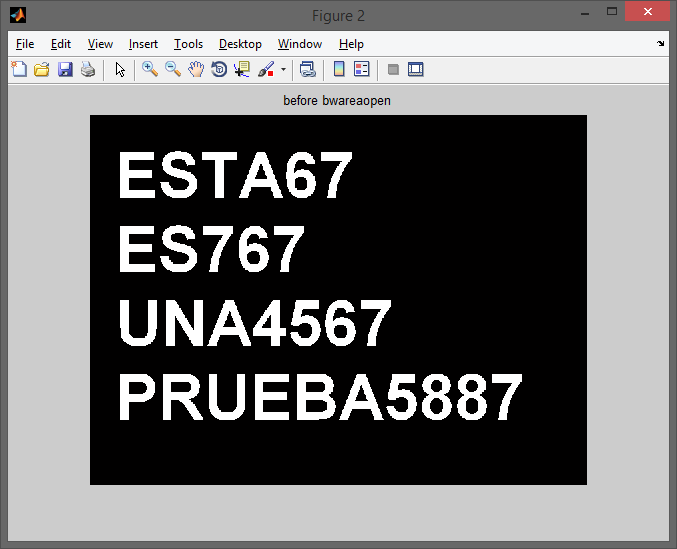 Figure 2
File Edit View Insert Tools Desktop Window Help
before bwareaopen
ESTA67
ES767
UNA4567
PRUEBA5887